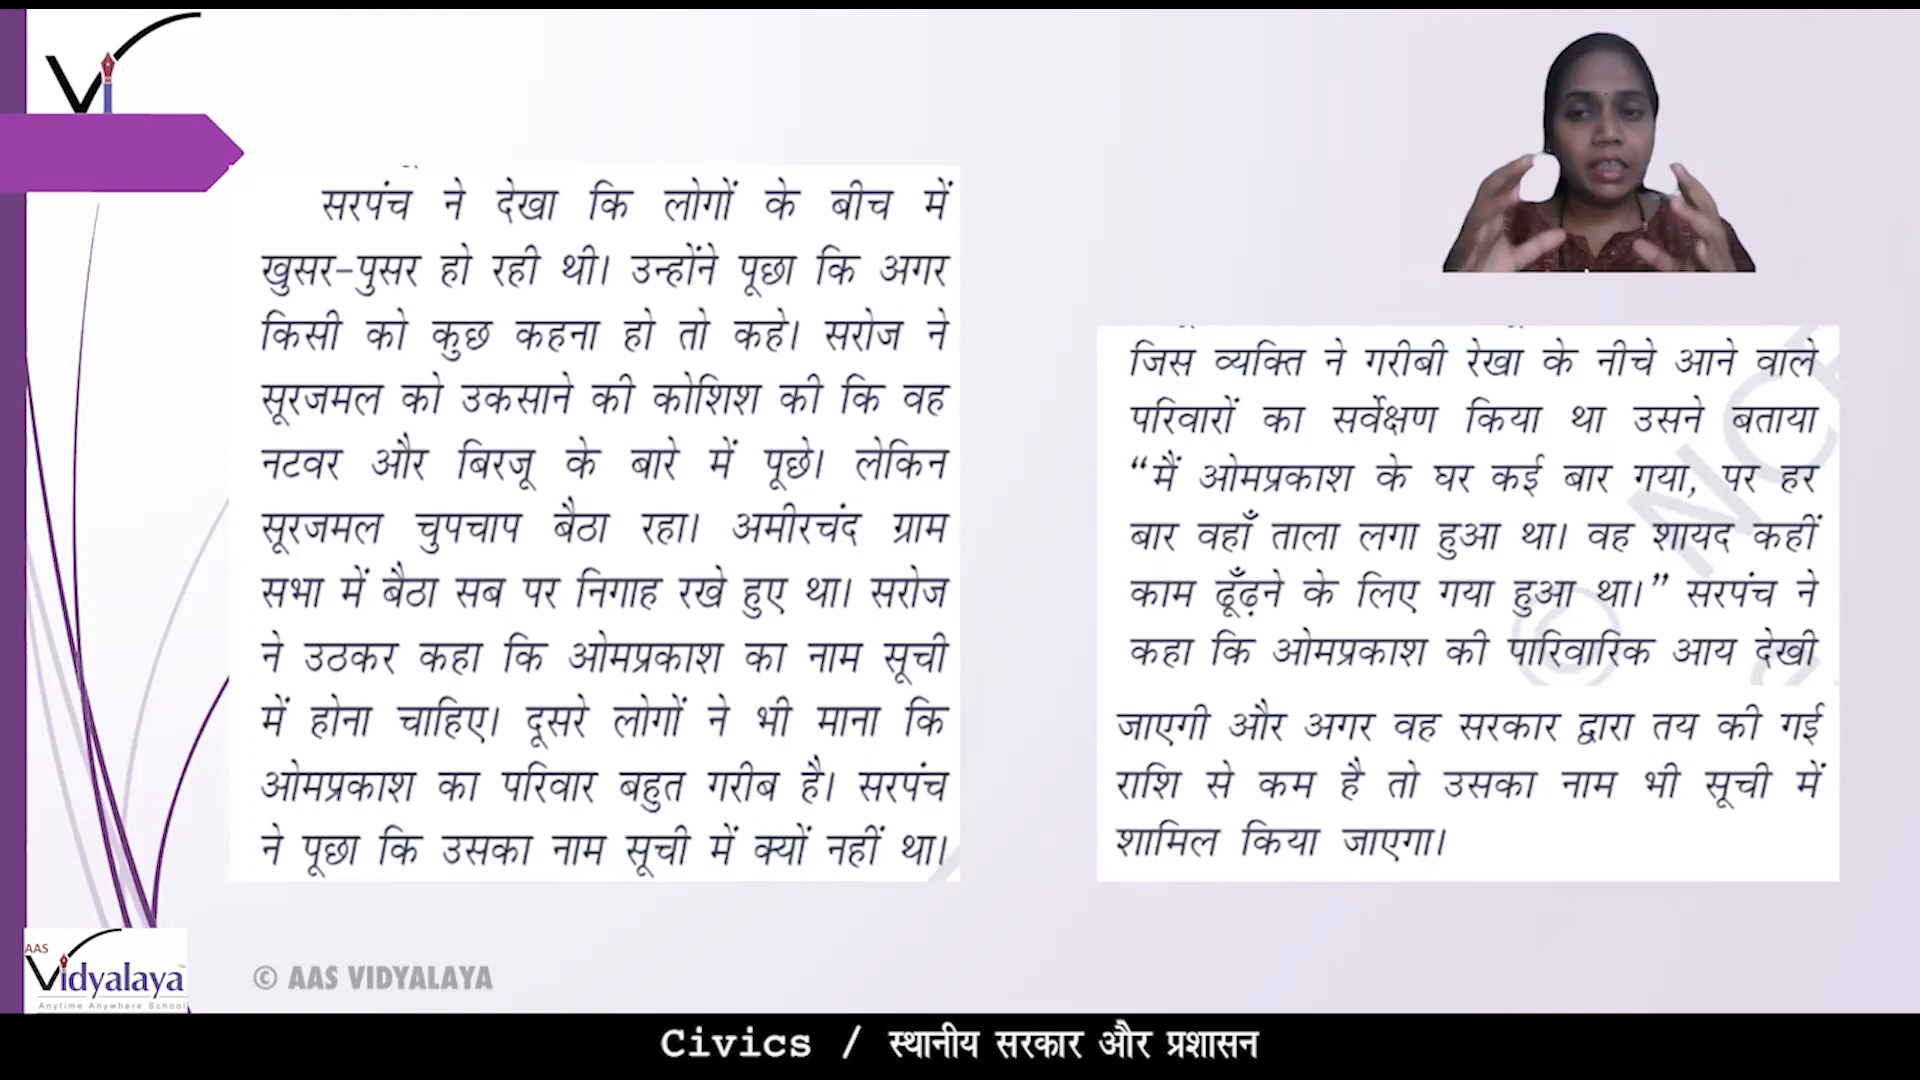 सरपंच ने देखा कि लोगों के बीच में
खुसर-पुसर हो रही थी। उन्होंने पूछा कि अगर
किसी को कुछ कहना हो तो कहे। सरोज ने
सूरजमल को उकसाने की कोशिश की कि वह
नटवर और बिरजू के बारे में पूछे। लेकिन
सूरजमल चुपचाप बैठा रहा। अमीरचंद ग्राम
सभा में बैठा सब पर निगाह रखे हुए था। सरोज
ने उठकर कहा कि ओमप्रकाश का नाम सूची
में होना चाहिए। दूसरे लोगों ने भी माना कि
ओमप्रकाश का परिवार बहुत गरीब है। सरपंच
ने पूछा कि उसका नाम सूची में क्यों नहीं था।
जिस व्यक्ति ने गरीबी रेखा के नीचे आने वाले
परिवारों का सर्वेक्षण किया था उसने बताया
“मैं ओमप्रकाश के घर कई बार गया, पर हर
बार वहाँ ताला लगा हुआ था। वह शायद कहीं
काम ढूँढ़ने के लिए गया हुआ था।” सरपंच ने
कहा कि ओमप्रकाश की पारिवारिक आय देखी
जाएगी और अगर वह सरकार द्वारा तय की गई
राशि से कम है तो उसका नाम भी सूची में
शामिल किया जाएगा।
AAS
Vidyalaya
Anytime Anywhere School
© AAS VIDYALAYA
Civics / स्थानीय सरकार और प्रशासन